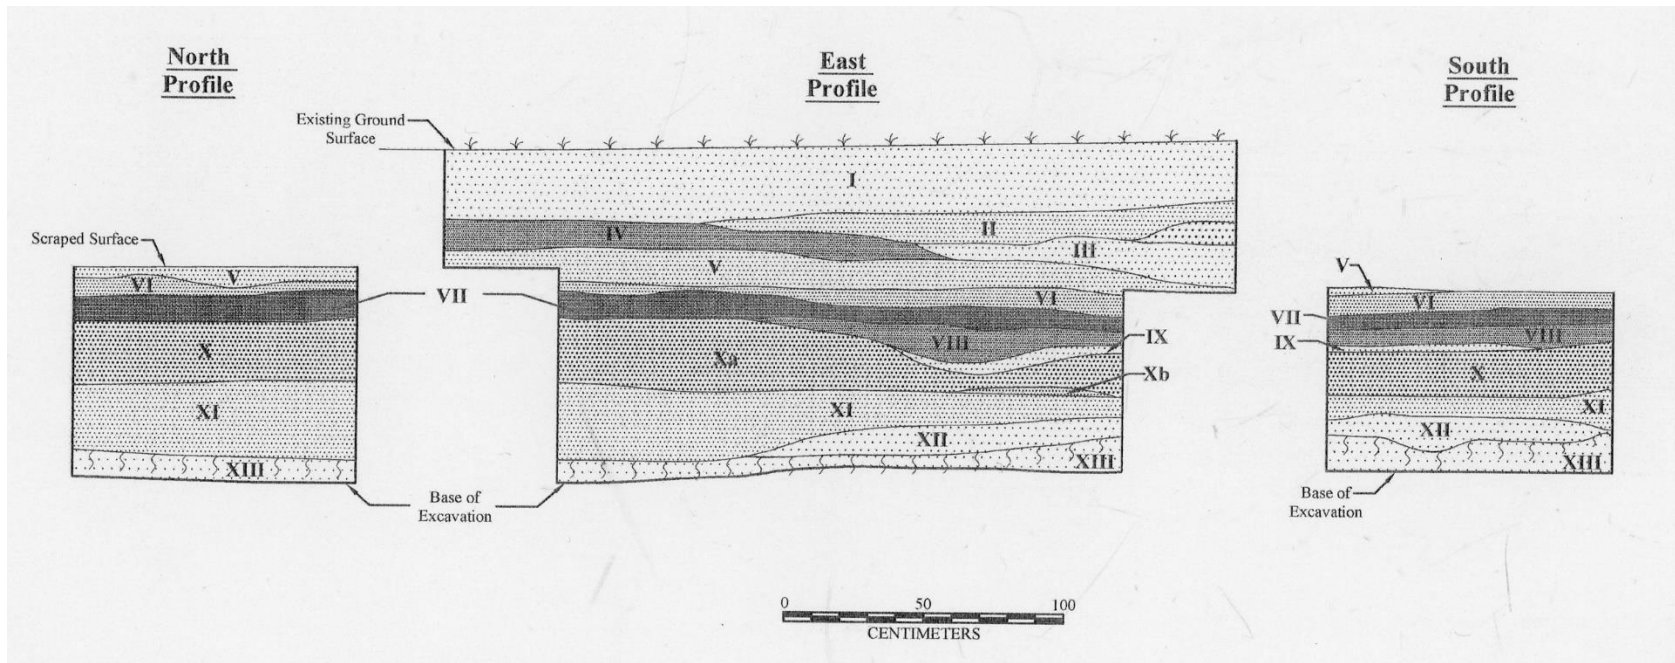 North
Profile
East
Profile
South
Profile
Existing Ground
Surface
I
II
III
IV
V
Scraped Surface
V
VI
VII
X
XI
XIII
VI
VIII
IX
Xa
Xb
XI
XII
XIII
Base of
Excavation
V
VI
VII
VIII
IX
X
XI
XII
XIII
Base of
Excavation
0 50 100
CENTIMETERS